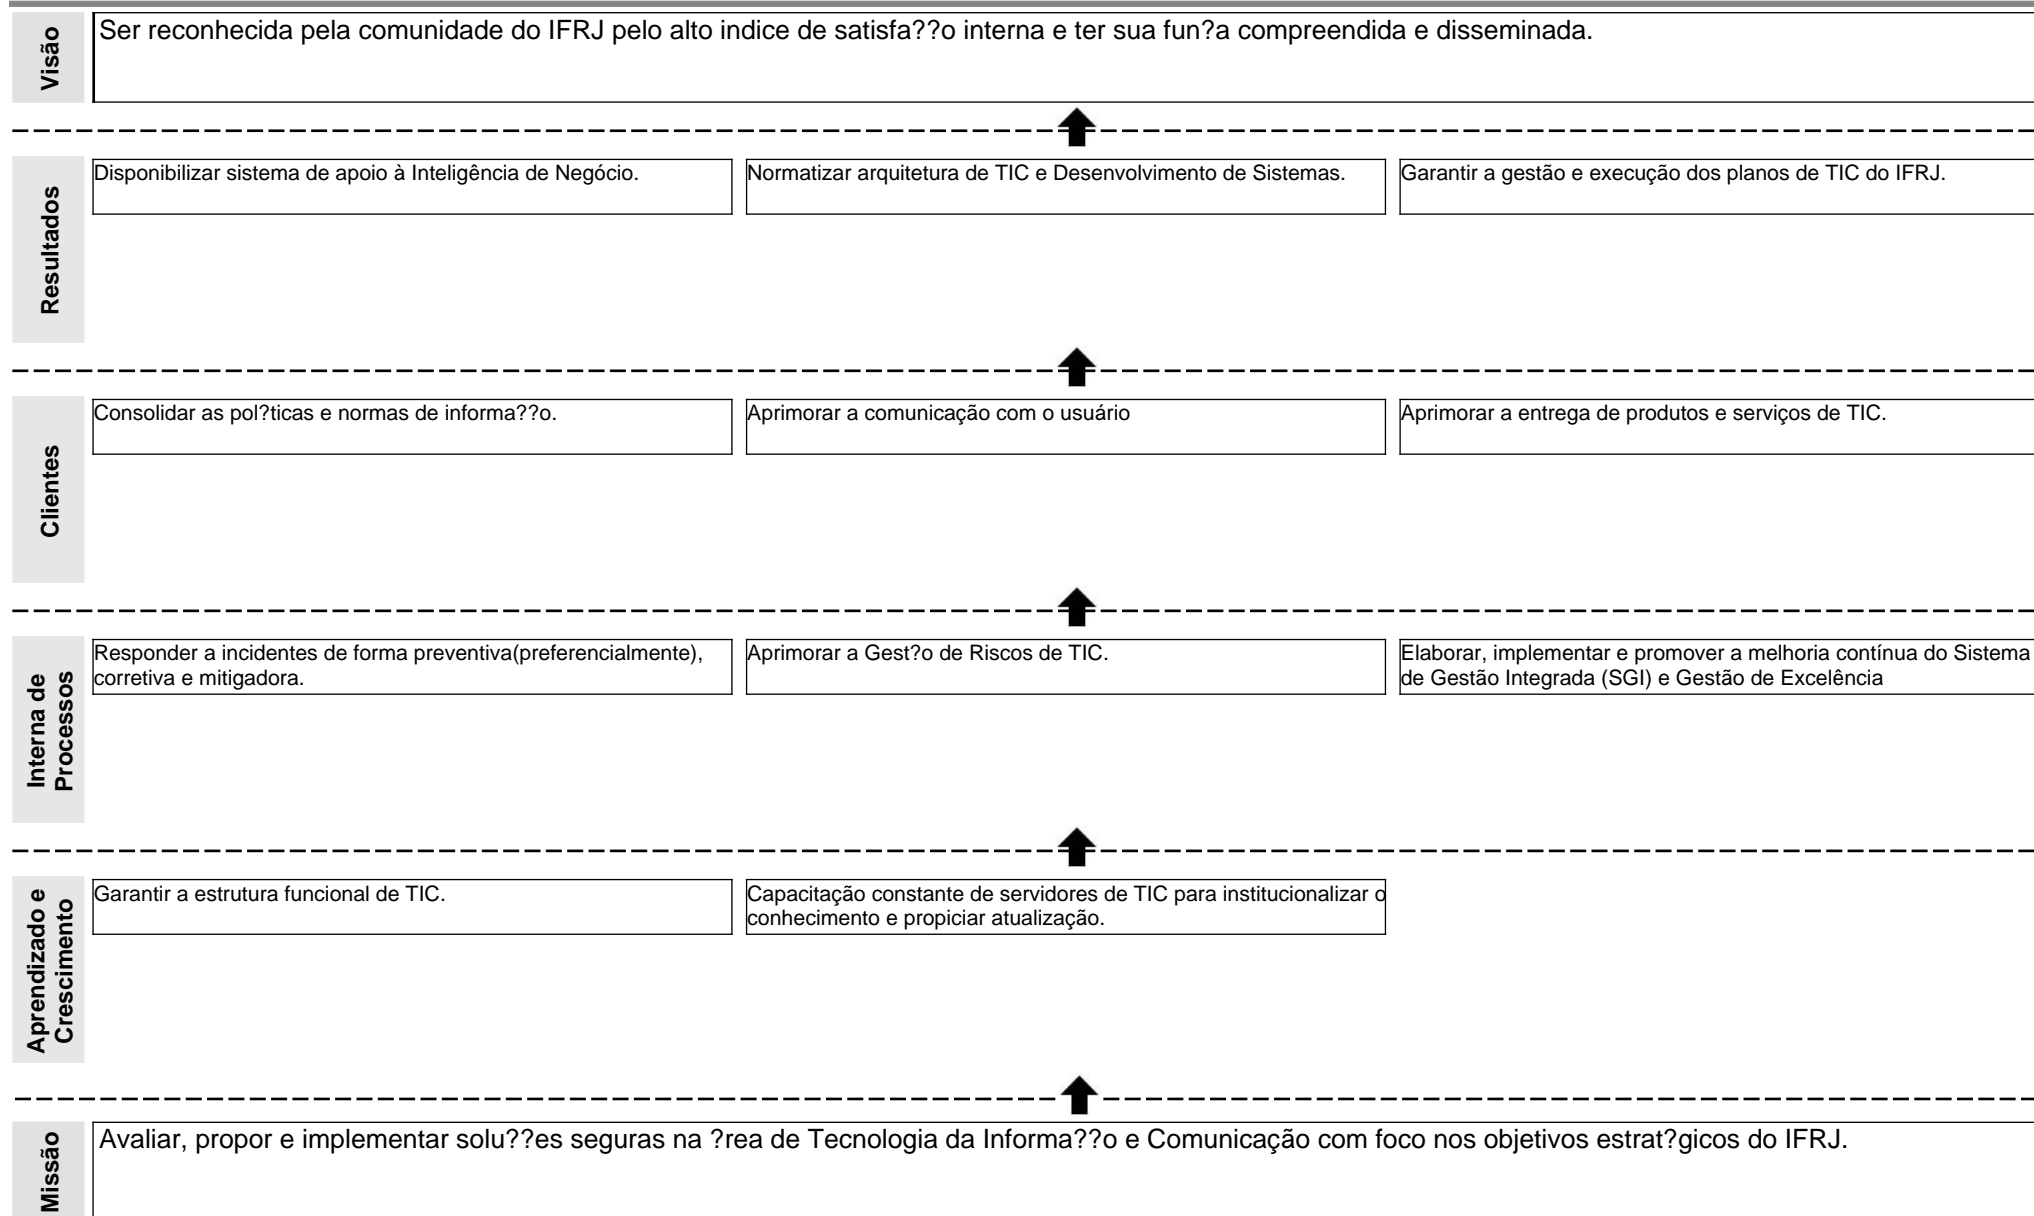 Visão
Ser reconhecida pela comunidade do IFRJ pelo alto indice de satisfa??o interna e ter sua fun?a compreendida e disseminada.
Resultados
Disponibilizar sistema de apoio à Inteligência de Negócio.
Normatizar arquitetura de TIC e Desenvolvimento de Sistemas.
Garantir a gestão e execução dos planos de TIC do IFRJ.
Clientes
Consolidar as pol?ticas e normas de informa??o.
Aprimorar a comunicação com o usuário
Aprimorar a entrega de produtos e serviços de TIC.
Interna de
Processos
Responder a incidentes de forma preventiva(preferencialmente),
corretiva e mitigadora.
Aprimorar a Gest?o de Riscos de TIC.
Elaborar, implementar e promover a melhoria contínua do Sistema
de Gestão Integrada (SGI) e Gestão de Excelência
Aprendizado e
Crescimento
Garantir a estrutura funcional de TIC.
Capacitação constante de servidores de TIC para institucionalizar o
conhecimento e propiciar atualização.
Missão
Avaliar, propor e implementar solu??es seguras na ?rea de Tecnologia da Informa??o e Comunicação com foco nos objetivos estrat?gicos do IFRJ.